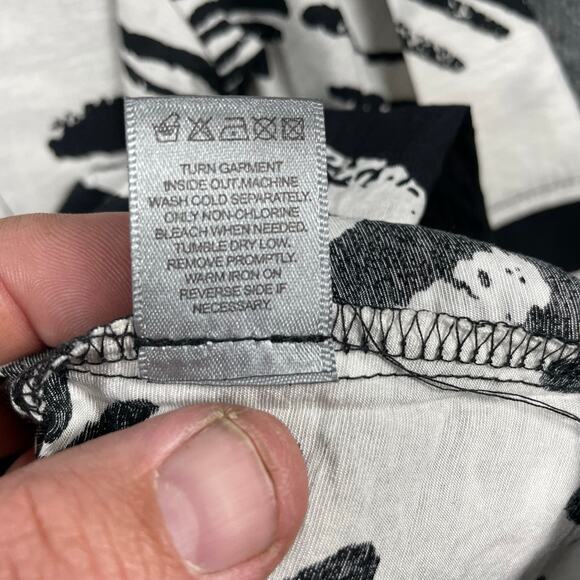 TURN GARMENT
INSIDE OUT.MACHINE
WASH COLD SEPARATELY.
ONLY NON-CHLORINE
BLEACH WHEN NEEDED.
TUMBLE DRY LOW.
REMOVE PROMPTLY.
WARM IRON ON
REVERSE SIDE IF
NECESSARY.